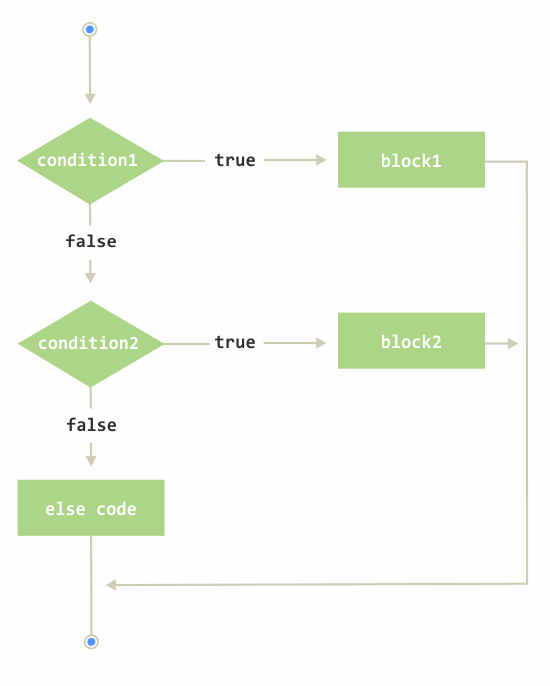 condition1
true
block1
false
condition2
true
block2
false
else code